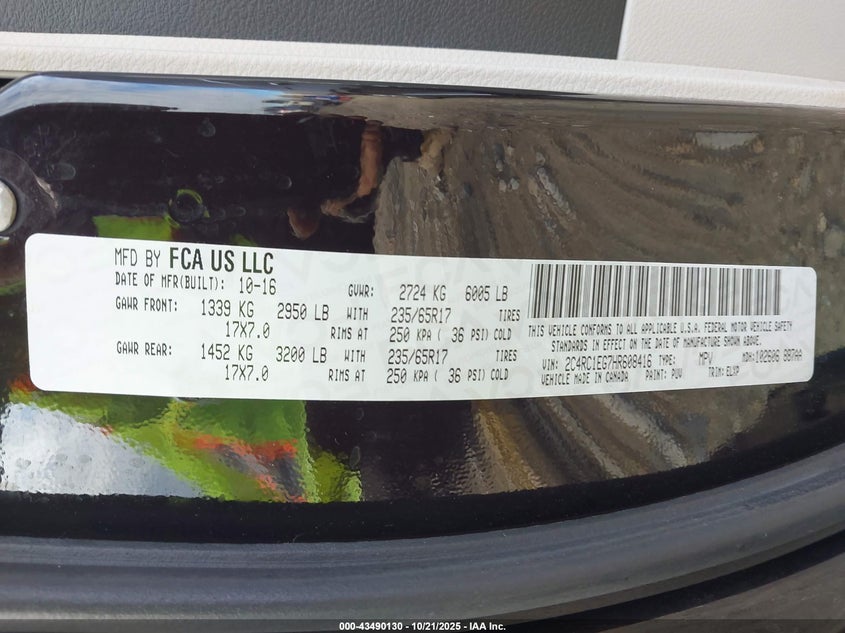 MFD BY FCA US LLC
DATE OF MFR(BUILT): 10-16 GVWR: 2724 KG 6005 LB
GAWR FRONT: 1339 KG 2950 LB WITH 235/65R17 TIRES
17X7.0 RIMS AT 250 KPA ( 36 PSI) COLD
GAWR REAR: 1452 KG 3200 LB WITH 235/65R17 TIRES
17X7.0 RIMS AT 250 KPA ( 36 PSI) COLD
THIS VEHICLE CONFORMS TO ALL APPLICABLE U.S.A. FEDERAL MOTOR VEHICLE SAFETY
STANDARDS IN EFFECT ON THE DATE OF MANUFACTURE SHOWN ABOVE.
VIN: 2C4RC1EG7HR608416 TYPE: MPV MDH: 102606 887AA
VEHICLE MADE IN CANADA PAINT: PUV TRIM: ELXP
000-43490130 - 10/21/2025 - IAA Inc.